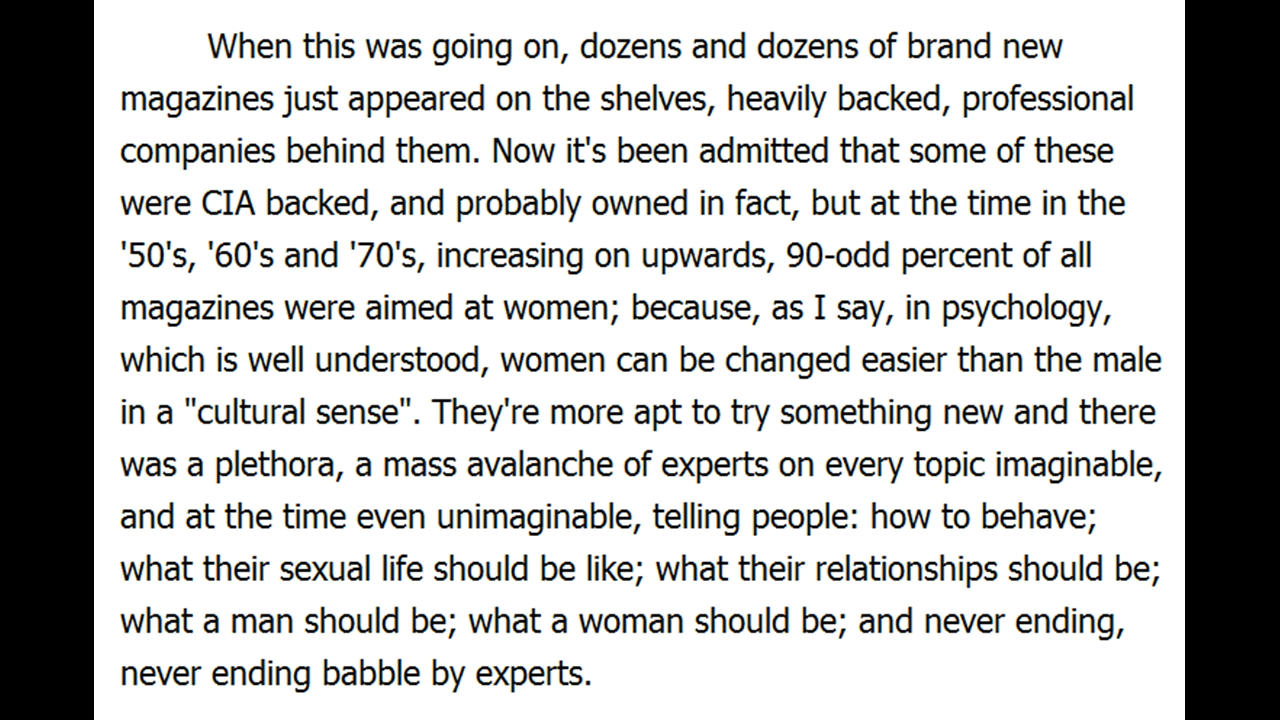 When this was going on, dozens and dozens of brand new
magazines just appeared on the shelves, heavily backed, professional
companies behind them. Now it's been admitted that some of these
were CIA backed, and probably owned in fact, but at the time in the
'50's, '60's and '70's, increasing on upwards, 90-odd percent of all
magazines were aimed at women; because, as I say, in psychology,
which is well understood, women can be changed easier than the male
in a "cultural sense". They're more apt to try something new and there
was a plethora, a mass avalanche of experts on every topic imaginable,
and at the time even unimaginable, telling people: how to behave;
what their sexual life should be like; what their relationships should be;
what a man should be; what a woman should be; and never ending,
never ending babble by experts.